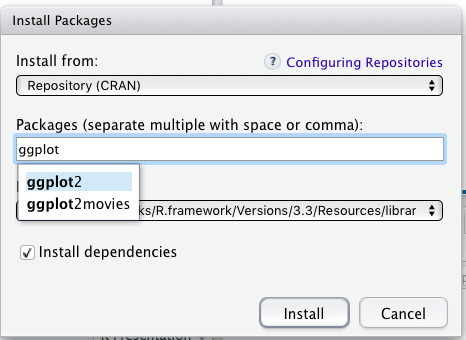 Install Packages
Install from:
? Configuring Repositories
Repository (CRAN)
Packages (separate multiple with space or comma):
ggplot
ggplot2
ggplot2movies
ks/R.framework/Versions/3.3/Resources/librar
Install dependencies
Install
Cancel
R Presentation